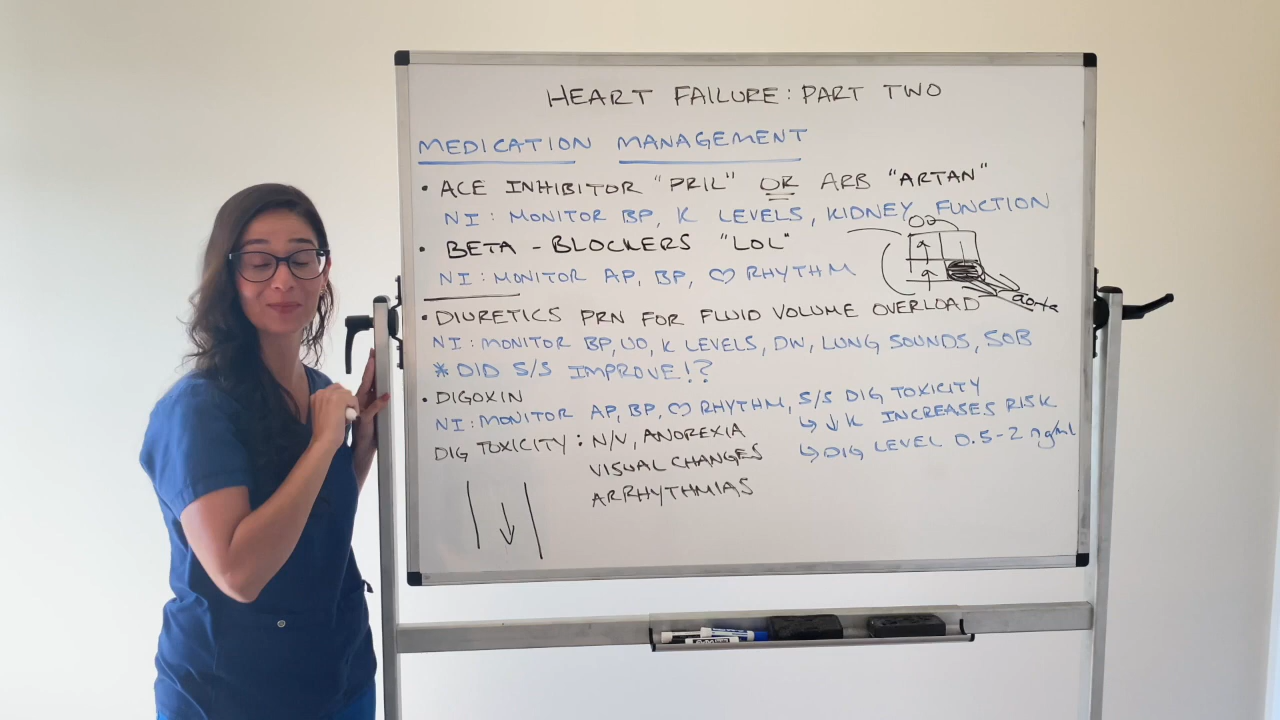 HEART FAILURE: PART TWO
MEDICATION MANAGEMENT
• ACE INHIBITOR "PRIL" OR ARB "ARTAN"
NI: MONITOR BP, K LEVELS, KIDNEY FUNCTION
O2
• BETA-BLOCKERS "LOL"
NI: MONITOR AP, BP, ♡ RHYTHM
aorta
• DIURETICS PRN FOR FLUID VOLUME OVERLOAD
NI: MONITOR BP, UO, K LEVELS, DW, LUNG SOUNDS, SOB
* DID S/S IMPROVE!?
• DIGOXIN
NI: MONITOR AP, BP, ♡ RHYTHM, S/S DIG TOXICITY
↳ ↓ K INCREASES RISK
↳ DIG LEVEL 0.5-2 ng/ml
DIG TOXICITY: N/V, ANOREXIA
VISUAL CHANGES
ARRHYTHMIAS